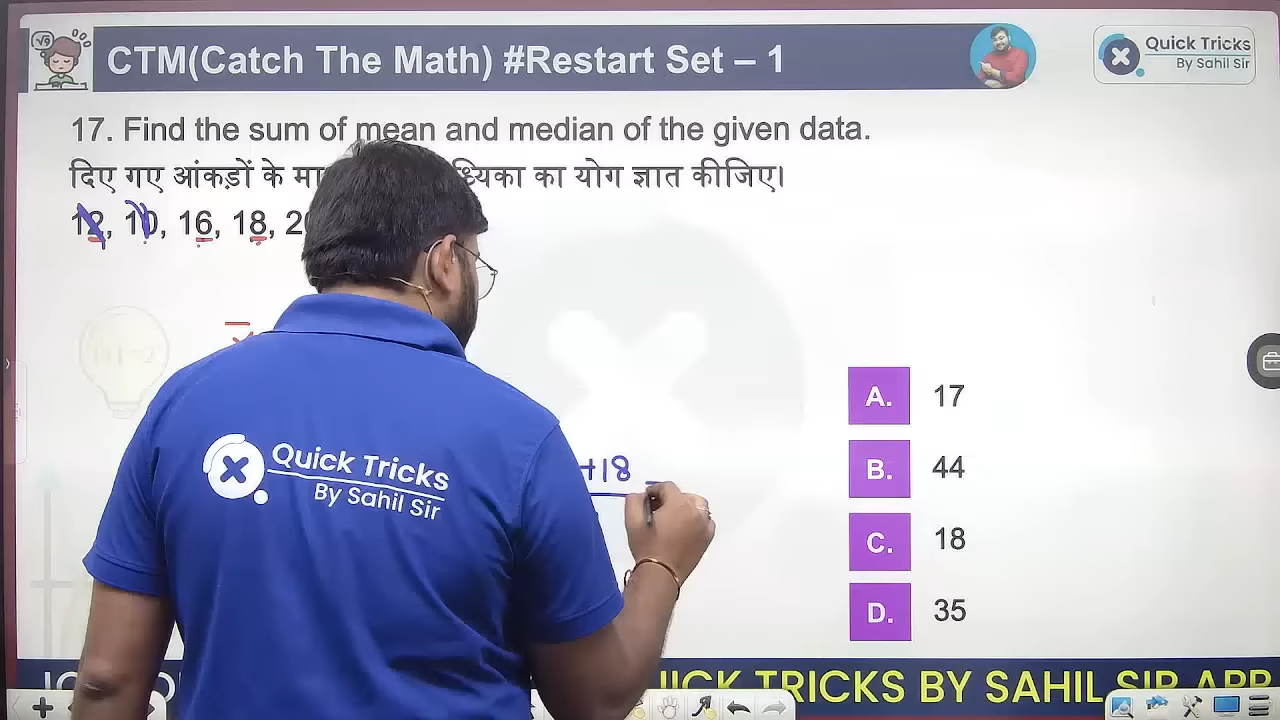 CTM(Catch The Math) #Restart Set – 1
Quick Tricks
By Sahil Sir
17. Find the sum of mean and median of the given data.
दिए गए आंकड़ों के का योग ज्ञात कीजिए।
12, 10, 16, 18,
A. 17
+18
B. 44
Quick Tricks
By Sahil Sir
C. 18
D. 35
TRICKS BY SAHIL SIR APP